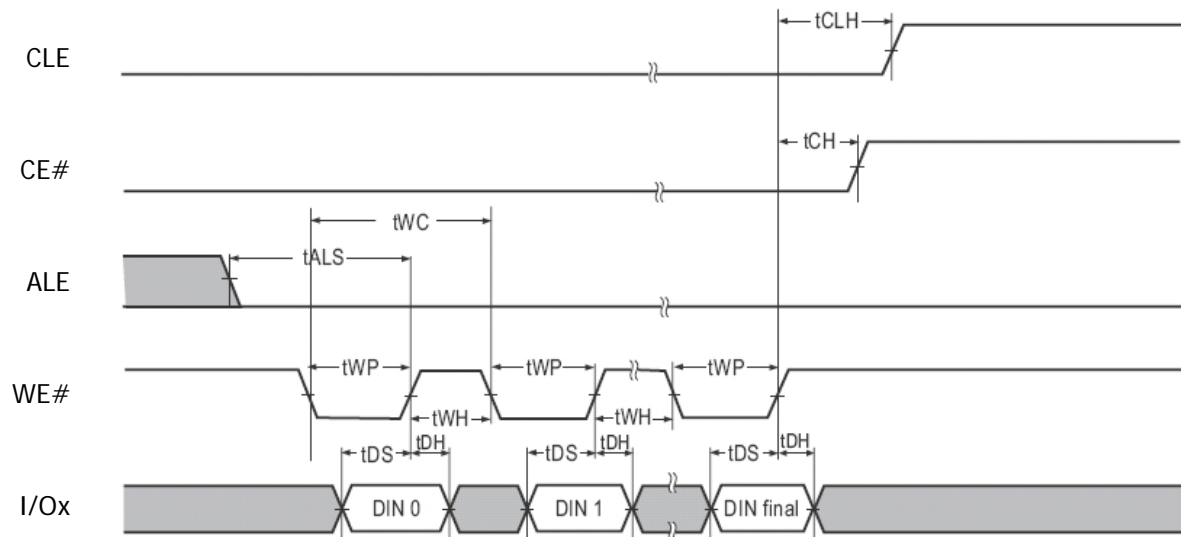 tCLH
CLE
tCH
CE#
tWC
tALS
ALE
tWP tWP tWP
WE#
tWH tWH
tDS tDH tDS tDH tDS tDH
I/Ox DIN 0 DIN 1 DIN final